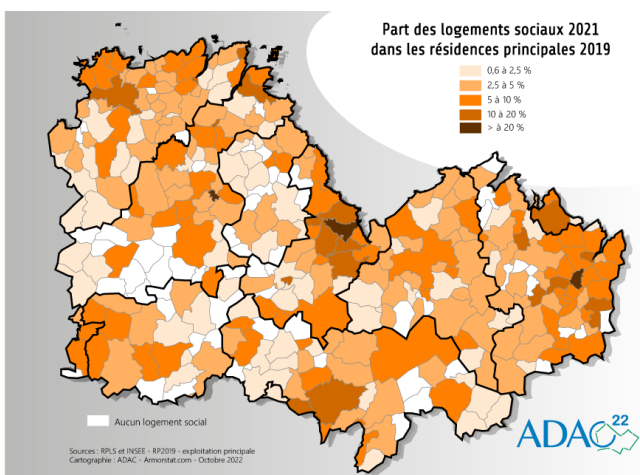 Part des logements sociaux 2021
dans les résidences principales 2019
0,6 à 2,5 %
2,5 à 5 %
5 à 10 %
10 à 20 %
> à 20 %
Aucun logement social
ADAC 22
Sources : RPLS et INSEE - RP2019 - exploitation principale
Cartographie : ADAC - Armorstat.com - Octobre 2022